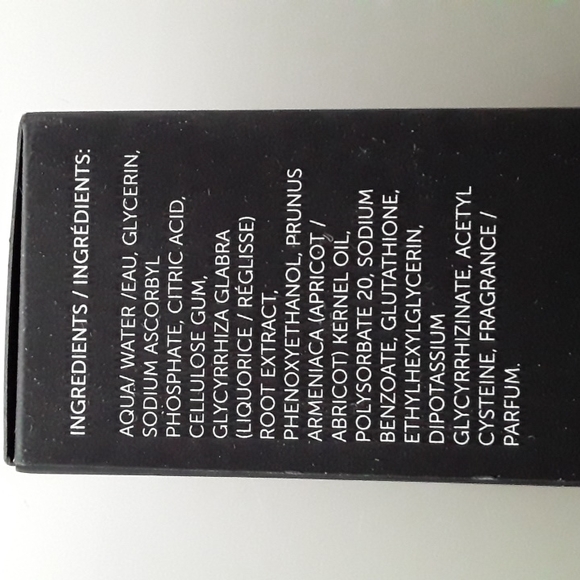 INGREDIENTS / INGRÉDIENTS:
AQUA/ WATER /EAU, GLYCERIN,
SODIUM ASCORBYL
PHOSPHATE, CITRIC ACID,
CELLULOSE GUM,
GLYCYRRHIZA GLABRA
(LIQUORICE / RÉGLISSE)
ROOT EXTRACT,
PHENOXYETHANOL, PRUNUS
ARMENIACA (APRICOT /
ABRICOT) KERNEL OIL,
POLYSORBATE 20, SODIUM
BENZOATE, GLUTATHIONE,
ETHYLHEXYLGLYCERIN,
DIPOTASSIUM
GLYCYRRHIZINATE, ACETYL
CYSTEINE, FRAGRANCE /
PARFUM.